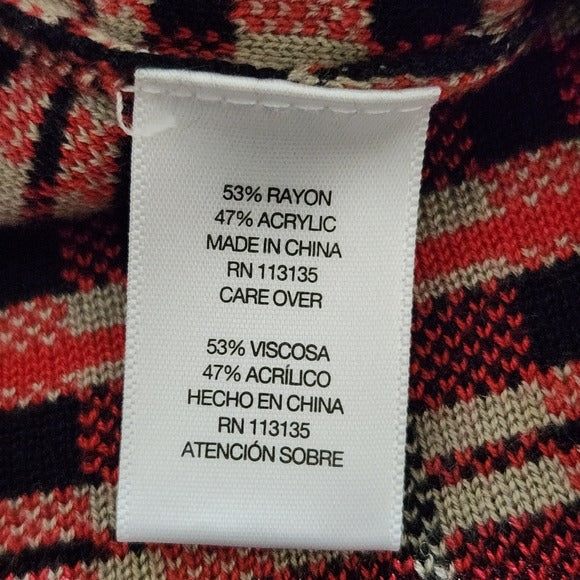 53% RAYON
47% ACRYLIC
MADE IN CHINA
RN 113135
CARE OVER
53% VISCOSA
47% ACRÍLICO
HECHO EN CHINA
RN 113135
ATENCIÓN SOBRE